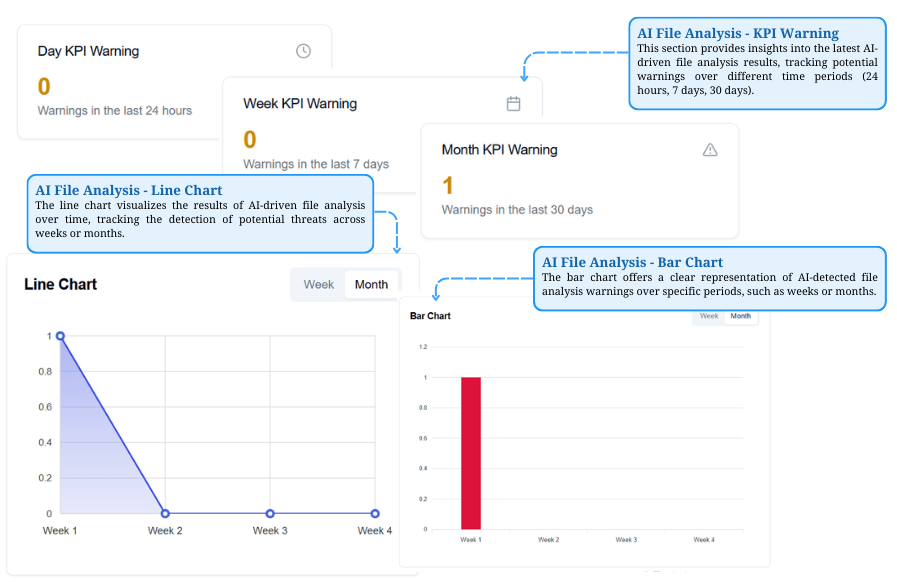 Day KPI Warning
0
Warnings in the last 24 hours
Week KPI Warning
0
Warnings in the last 7 days
Month KPI Warning
1
Warnings in the last 30 days
AI File Analysis - KPI Warning
This section provides insights into the latest AI-
driven file analysis results, tracking potential
warnings over different time periods (24
hours, 7 days, 30 days).
AI File Analysis - Line Chart
The line chart visualizes the results of AI-driven file analysis
over time, tracking the detection of potential threats across
weeks or months.
AI File Analysis - Bar Chart
The bar chart offers a clear representation of AI-detected file
analysis warnings over specific periods, such as weeks or months.
Line Chart
Week Month
1
0.8
0.6
0.4
0.2
0
Week 1 Week 2 Week 3 Week 4
Bar Chart
Week Month
1.2
1
0.8
0.6
0.4
0.2
0
Week 1 Week 2 Week 3 Week 4